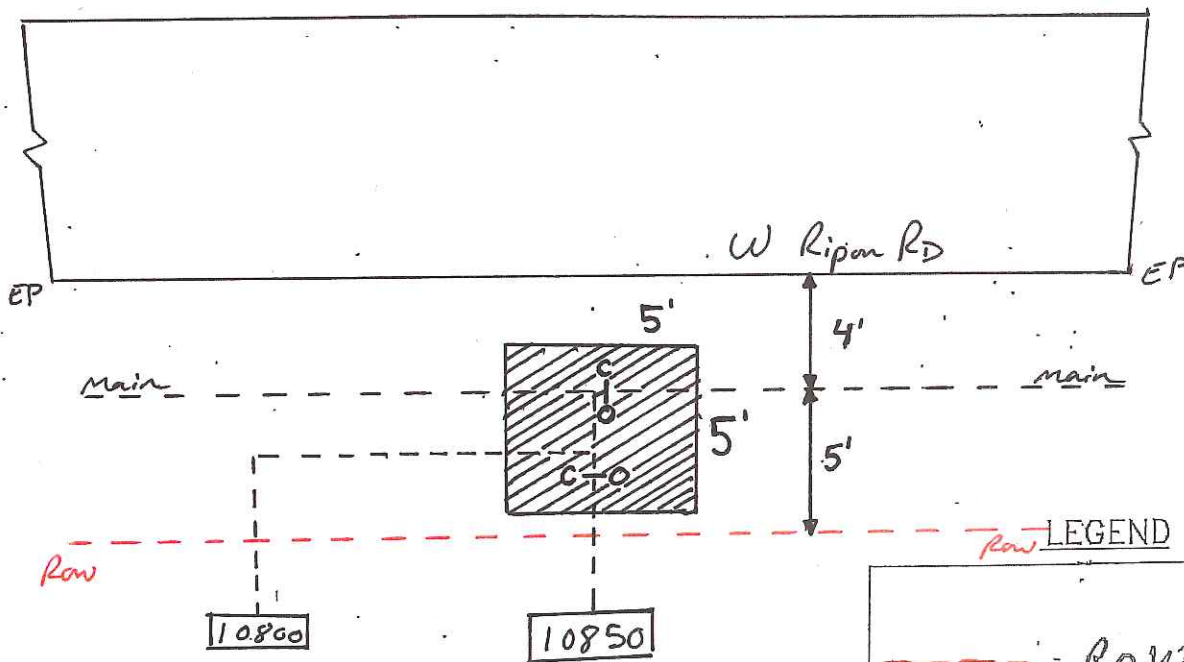 W Ripon RD
EP
EP
5'
4'
Main
main
C
O
5'
5'
C
O
Row
Row
LEGEND
10800
10850